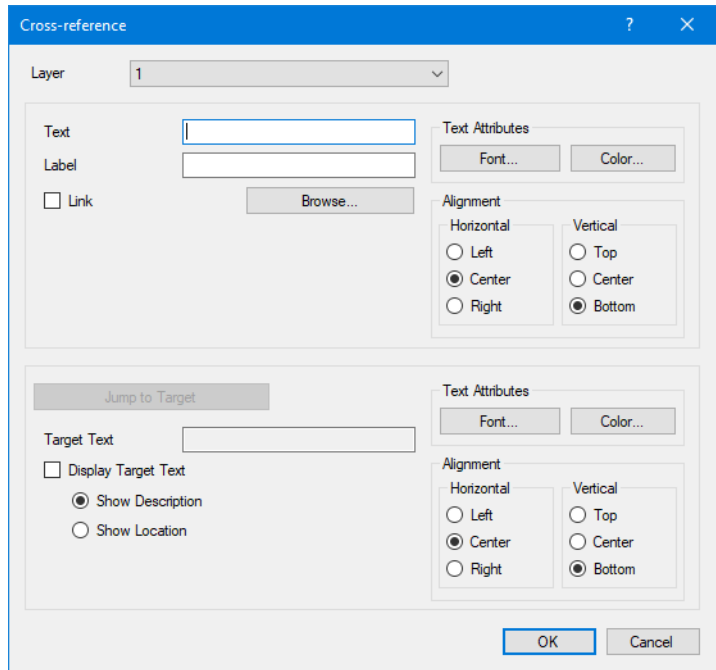 Cross-reference
Layer 1
Text
Label
Link Browse...
Text Attributes
Font... Color...
Alignment
Horizontal Vertical
Left Top
Center Center
Right Bottom
Jump to Target
Target Text
Display Target Text
Show Description
Show Location
Text Attributes
Font... Color...
Alignment
Horizontal Vertical
Left Top
Center Center
Right Bottom
OK Cancel